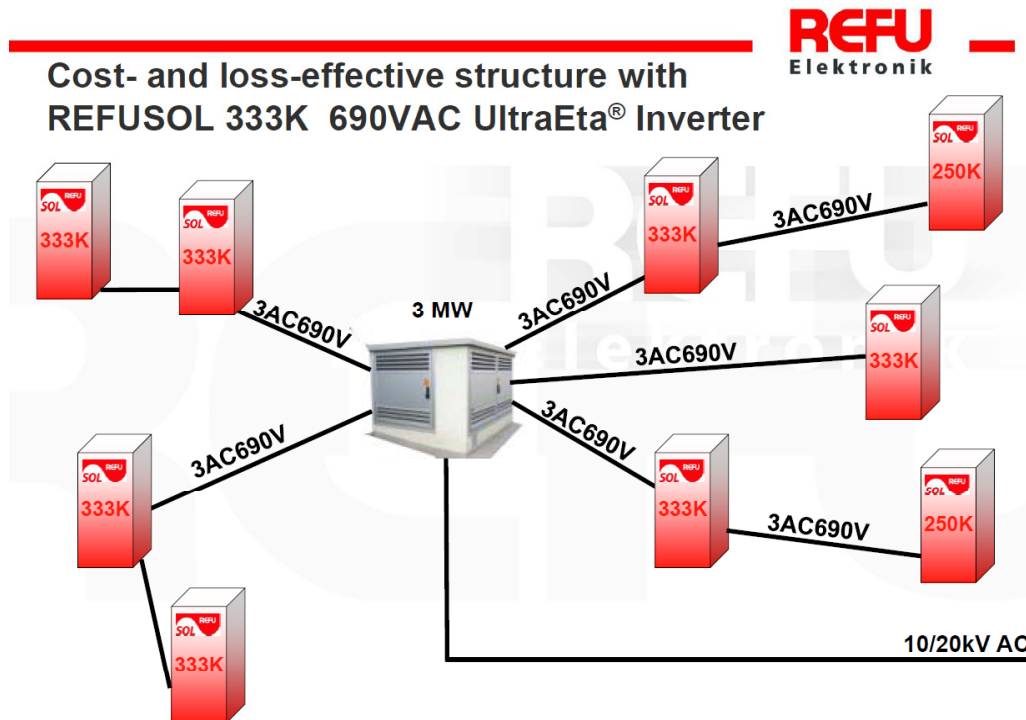 REFU
Elektronik
Cost- and loss-effective structure with
REFUSOL 333K 690VAC UltraEta® Inverter
SOL REFU
333K
SOL REFU
333K
SOL REFU
333K
SOL REFU
250K
3AC690V
3AC690V
3 MW
3AC690V
3AC690V
SOL REFU
333K
3AC690V
3AC690V
SOL REFU
333K
SOL REFU
333K
3AC690V
SOL REFU
250K
SOL REFU
333K
10/20kV AC